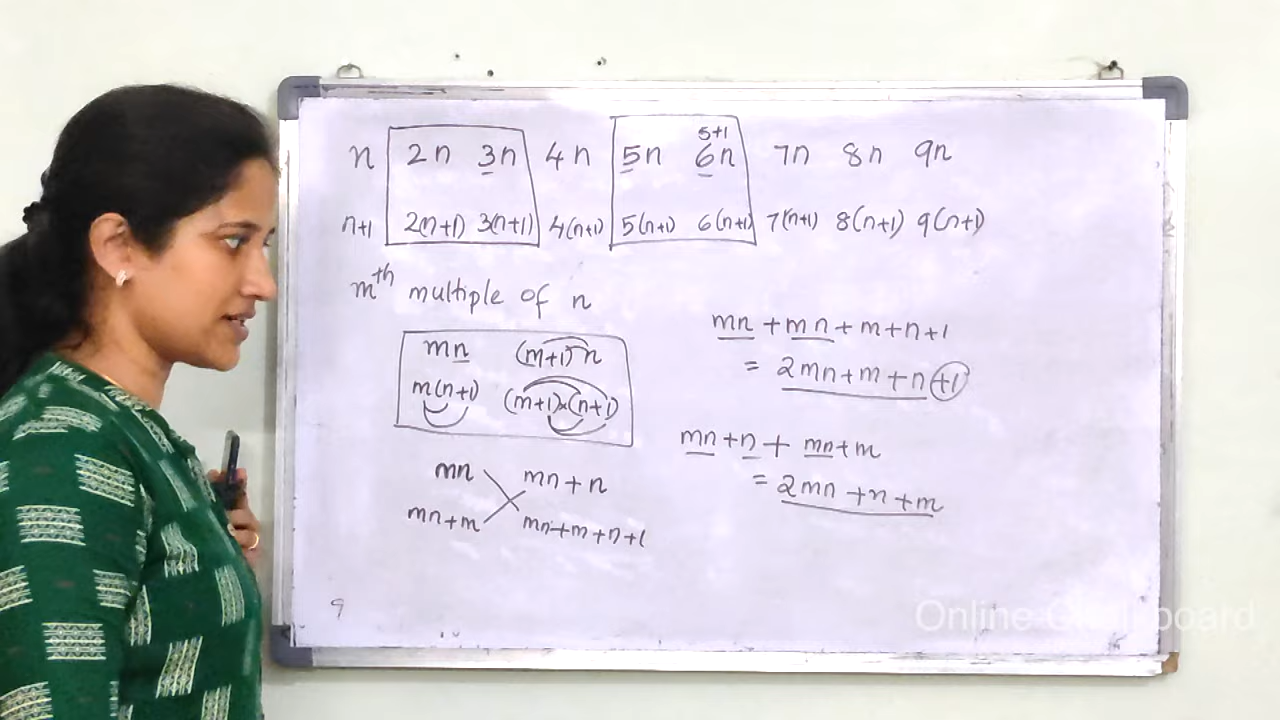 5+1
n 2n 3n 4n 5n 6n 7n 8n 9n
n+1 2(n+1) 3(n+1) 4(n+1) 5(n+1) 6(n+1) 7(n+1) 8(n+1) 9(n+1)
mth multiple of n
mn (m+1)n
m(n+1) (m+1)×(n+1)
mn mn+n
mn+m mn+m+n+1
mn+mn+m+n+1
= 2mn+m+n+1
mn+n+mn+m
= 2mn+n+m
9
Online